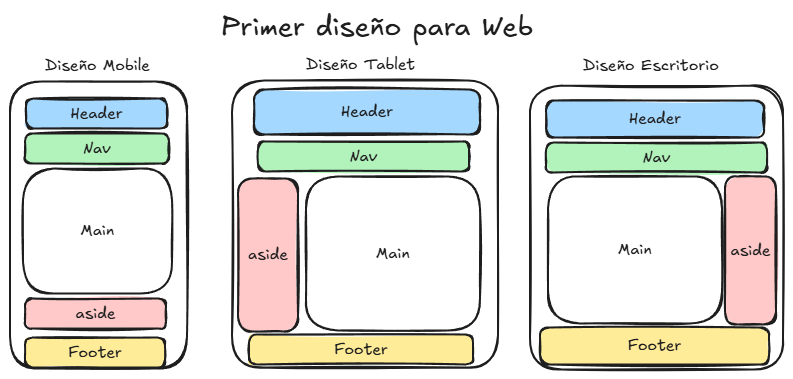 Primer diseño para Web
Diseño Mobile
Header
Nav
Main
aside
Footer
Diseño Tablet
Header
Nav
aside
Main
Footer
Diseño Escritorio
Header
Nav
Main
aside
Footer